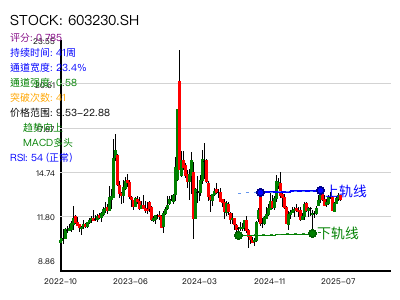 STOCK: 603230.SH
评分: 0.785
23.55
持续时间: 41周
通道宽度: 23.4%
通道强度: 0.58
突破次数: 41
价格范围: 9.53-22.88
趋势向上
MACD多头
RSI: 54 (正常)
14.74
11.80
8.86
上轨线
下轨线
2022-10
2023-06
2024-03
2024-11
2025-07